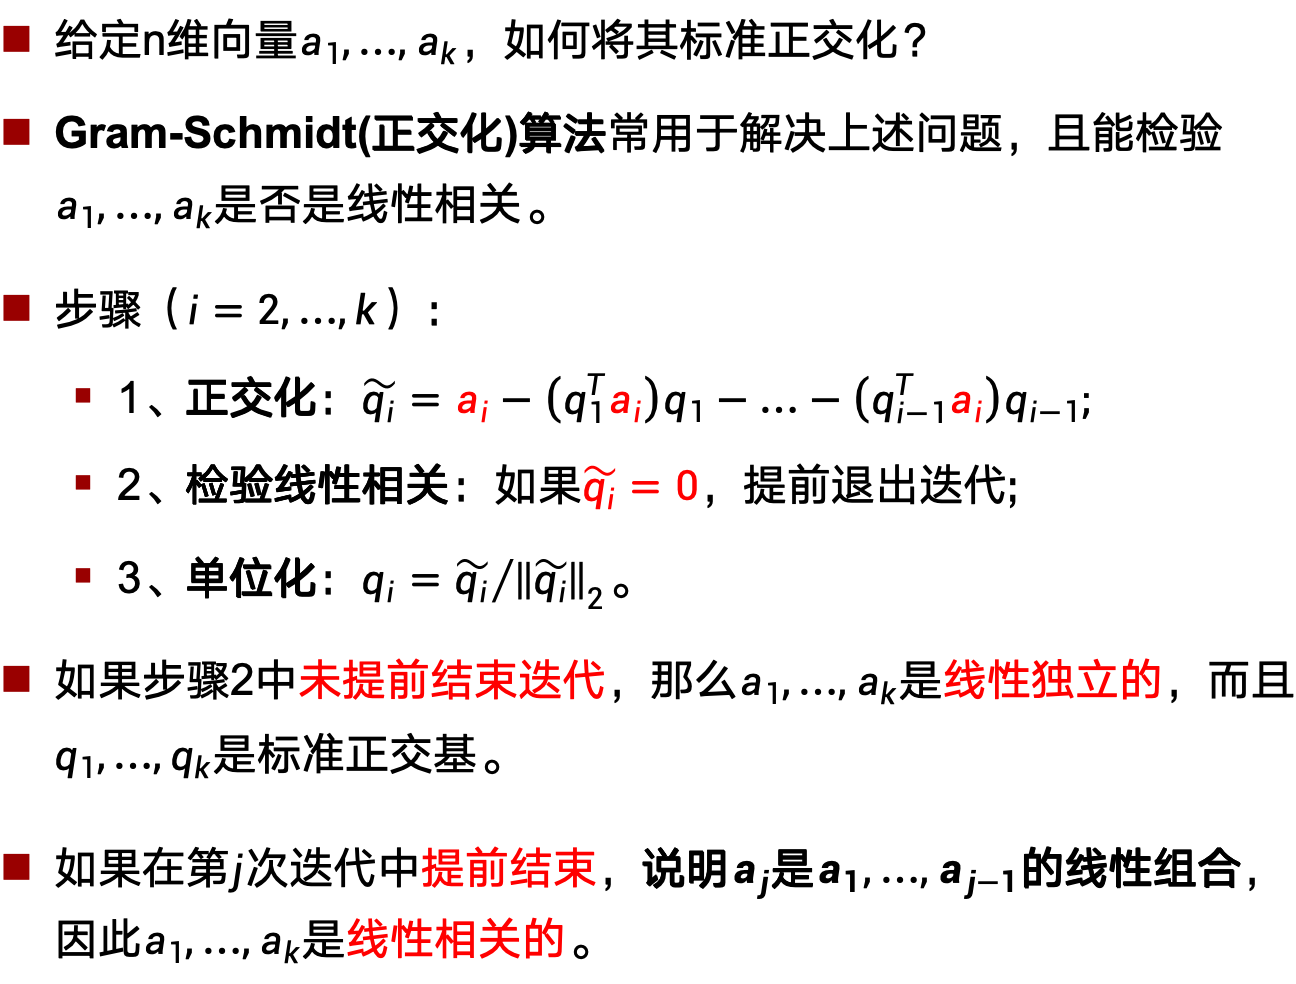 ■ 给定n维向量a₁, …, aₖ，如何将其标准正交化？
■ Gram-Schmidt(正交化)算法常用于解决上述问题，且能检验
a₁, …, aₖ是否是线性相关。
■ 步骤（i = 2, …, k）:
▪ 1、正交化：q̃ᵢ = aᵢ − (q₁ᵀaᵢ)q₁ − … − (qᵢ₋₁ᵀaᵢ)qᵢ₋₁;
▪ 2、检验线性相关：如果q̃ᵢ = 0，提前退出迭代;
▪ 3、单位化：qᵢ = q̃ᵢ/‖q̃ᵢ‖₂。
■ 如果步骤2中未提前结束迭代，那么a₁, …, aₖ是线性独立的，而且
q₁, …, qₖ是标准正交基。
■ 如果在第j次迭代中提前结束，说明aⱼ是a₁, …, aⱼ₋₁的线性组合，
因此a₁, …, aₖ是线性相关的。